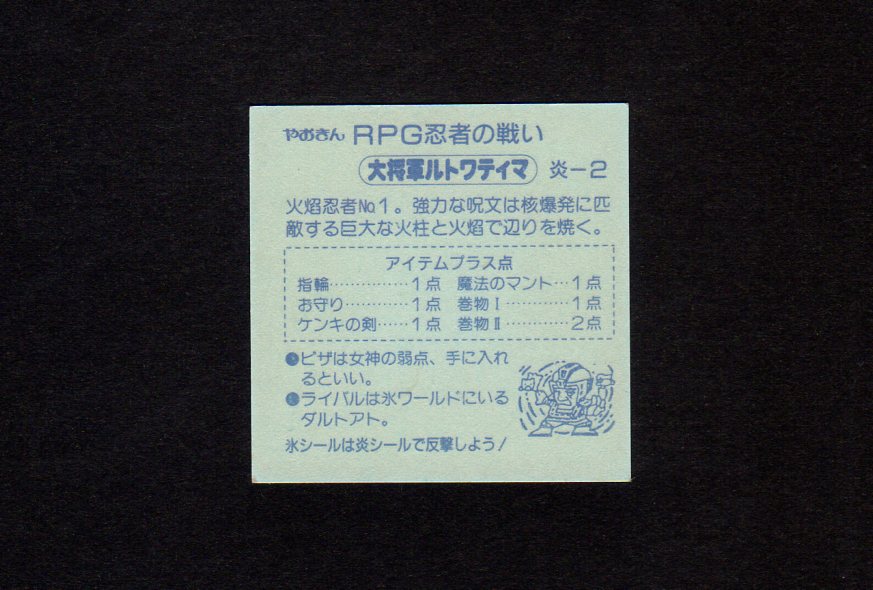 やおきん RPG忍者の戦い
大将軍ルトワティマ 炎－2
火焰忍者No.1。強力な呪文は核爆発に匹
敵する巨大な火柱と火焰で辺りを焼く。
アイテムプラス点
指輪……………1点 魔法のマント…1点
お守り…………1点 巻物Ⅰ…………1点
ケンキの剣……1点 巻物Ⅱ…………2点
●ピザは女神の弱点、手に入れ
るといい。
●ライバルは氷ワールドにいる
ダルトアト。
氷シールは炎シールで反撃しよう!